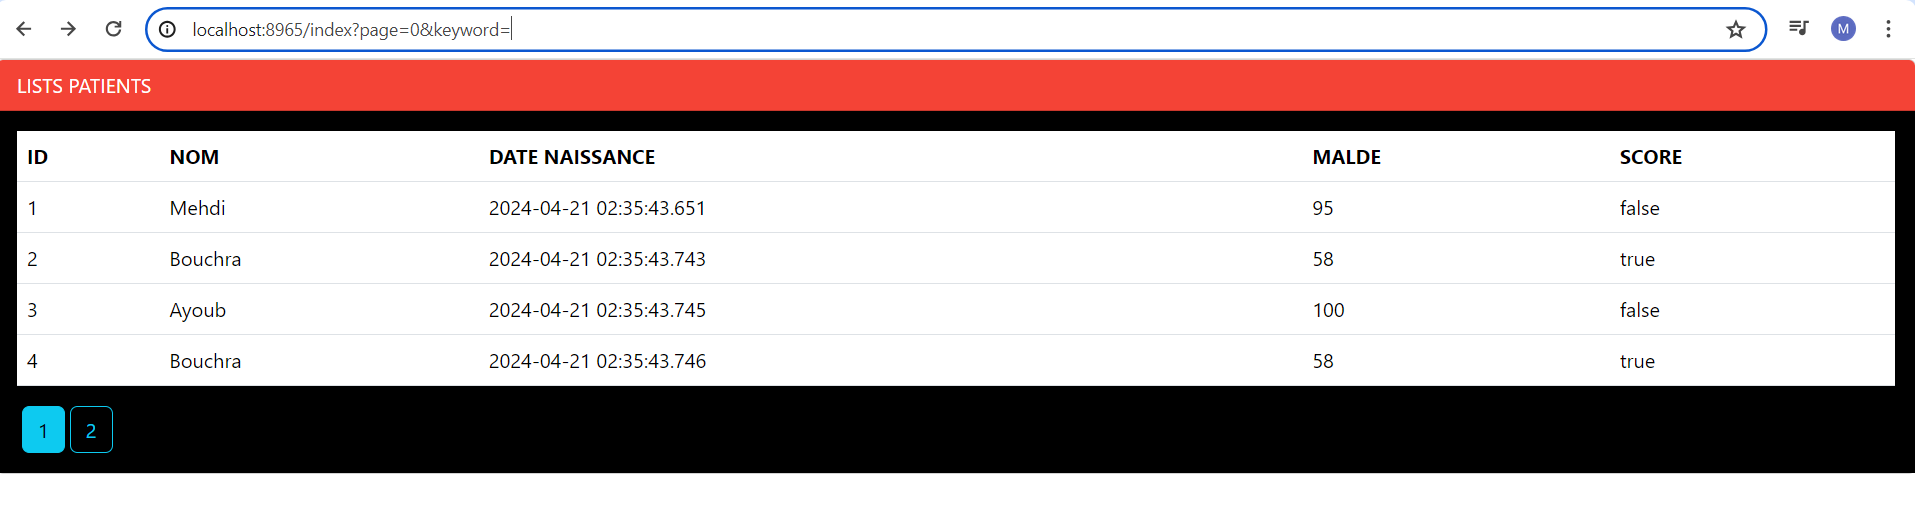 localhost:8965/index?page=0&keyword=
M
LISTS PATIENTS
ID NOM DATE NAISSANCE MALDE SCORE
1 Mehdi 2024-04-21 02:35:43.651 95 false
2 Bouchra 2024-04-21 02:35:43.743 58 true
3 Ayoub 2024-04-21 02:35:43.745 100 false
4 Bouchra 2024-04-21 02:35:43.746 58 true
1 2